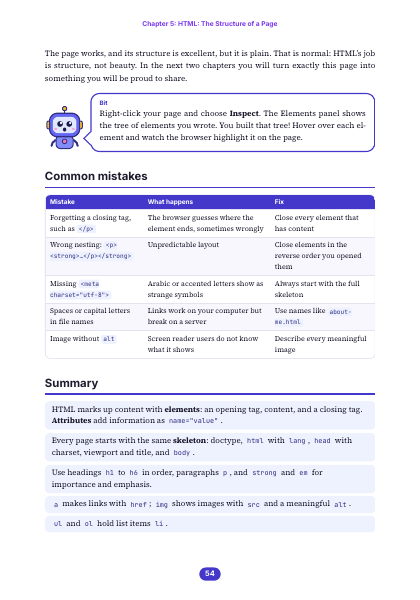 Chapter 5: HTML: The Structure of a Page
The page works, and its structure is excellent, but it is plain. That is normal: HTML's job
is structure, not beauty. In the next two chapters you will turn exactly this page into
something you will be proud to share.
Bit
Right-click your page and choose Inspect. The Elements panel shows
the tree of elements you wrote. You built that tree! Hover over each el-
ement and watch the browser highlight it on the page.
Common mistakes
Mistake What happens Fix
Forgetting a closing tag, The browser guesses where the Close every element that
such as </p> element ends, sometimes wrongly has content
Wrong nesting: <p> Unpredictable layout Close elements in the
<strong>…</p></strong> reverse order you opened
them
Missing <meta Arabic or accented letters show as Always start with the full
charset="utf-8"> strange symbols skeleton
Spaces or capital letters Links work on your computer but Use names like about-
in file names break on a server me.html
Image without alt Screen reader users do not know Describe every meaningful
what it shows image
Summary
HTML marks up content with elements: an opening tag, content, and a closing tag.
Attributes add information as name="value" .
Every page starts with the same skeleton: doctype, html with lang , head with
charset, viewport and title, and body .
Use headings h1 to h6 in order, paragraphs p , and strong and em for
importance and emphasis.
a makes links with href ; img shows images with src and a meaningful alt .
ul and ol hold list items li .
54